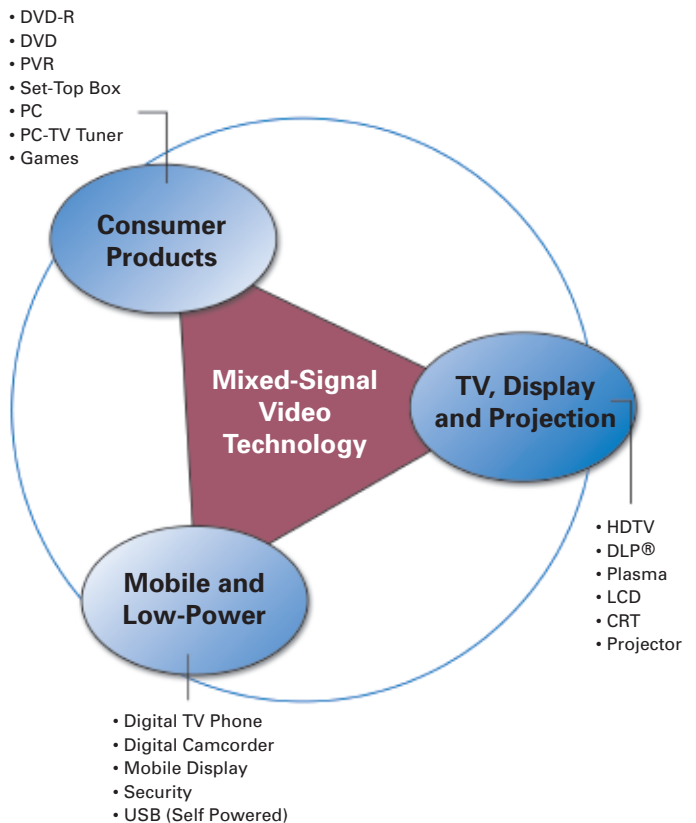 • DVD-R
• DVD
• PVR
• Set-Top Box
• PC
• PC-TV Tuner
• Games
Consumer
Products
Mixed-Signal
Video
Technology
TV, Display
and Projection
• HDTV
• DLP®
• Plasma
• LCD
• CRT
• Projector
Mobile and
Low-Power
• Digital TV Phone
• Digital Camcorder
• Mobile Display
• Security
• USB (Self Powered)